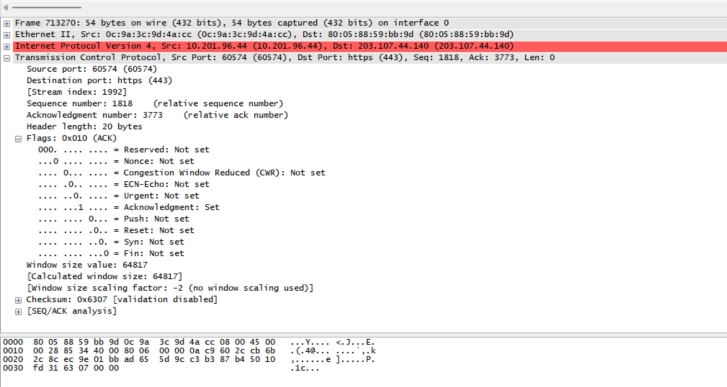 Frame 713270: 54 bytes on wire (432 bits), 54 bytes captured (432 bits) on interface 0
Ethernet II, Src: 0c:9a:3c:9d:4a:cc (0c:9a:3c:9d:4a:cc), Dst: 80:05:88:59:bb:9d (80:05:88:59:bb:9d)
Internet Protocol Version 4, Src: 10.201.96.44 (10.201.96.44), Dst: 203.107.44.140 (203.107.44.140)
Transmission Control Protocol, Src Port: 60574 (60574), Dst Port: https (443), Seq: 1818, Ack: 3773, Len: 0
Source port: 60574 (60574)
Destination port: https (443)
[Stream index: 1992]
Sequence number: 1818    (relative sequence number)
Acknowledgment number: 3773    (relative ack number)
Header length: 20 bytes
Flags: 0x010 (ACK)
000. .... .... = Reserved: Not set
...0 .... .... = Nonce: Not set
.... 0... .... = Congestion Window Reduced (CWR): Not set
.... .0.. .... = ECN-Echo: Not set
.... ..0. .... = Urgent: Not set
.... ...1 .... = Acknowledgment: Set
.... .... 0... = Push: Not set
.... .... .0.. = Reset: Not set
.... .... ..0. = Syn: Not set
.... .... ...0 = Fin: Not set
Window size value: 64817
[Calculated window size: 64817]
[Window size scaling factor: -2 (no window scaling used)]
Checksum: 0x6307 [validation disabled]
[SEQ/ACK analysis]
0000  80 05 88 59 bb 9d 0c 9a  3c 9d 4a cc 08 00 45 00   ...Y.... <.J...E.
0010  00 28 85 34 40 00 80 06  00 00 0a c9 60 2c cb 6b   .(.4@... ....`,.k
0020  2c 8c ec 9e 01 bb ad 65  5d 9c c3 b3 87 b4 50 10   ,......e ].....P.
0030  fd 31 63 07 00 00                                  .1c...